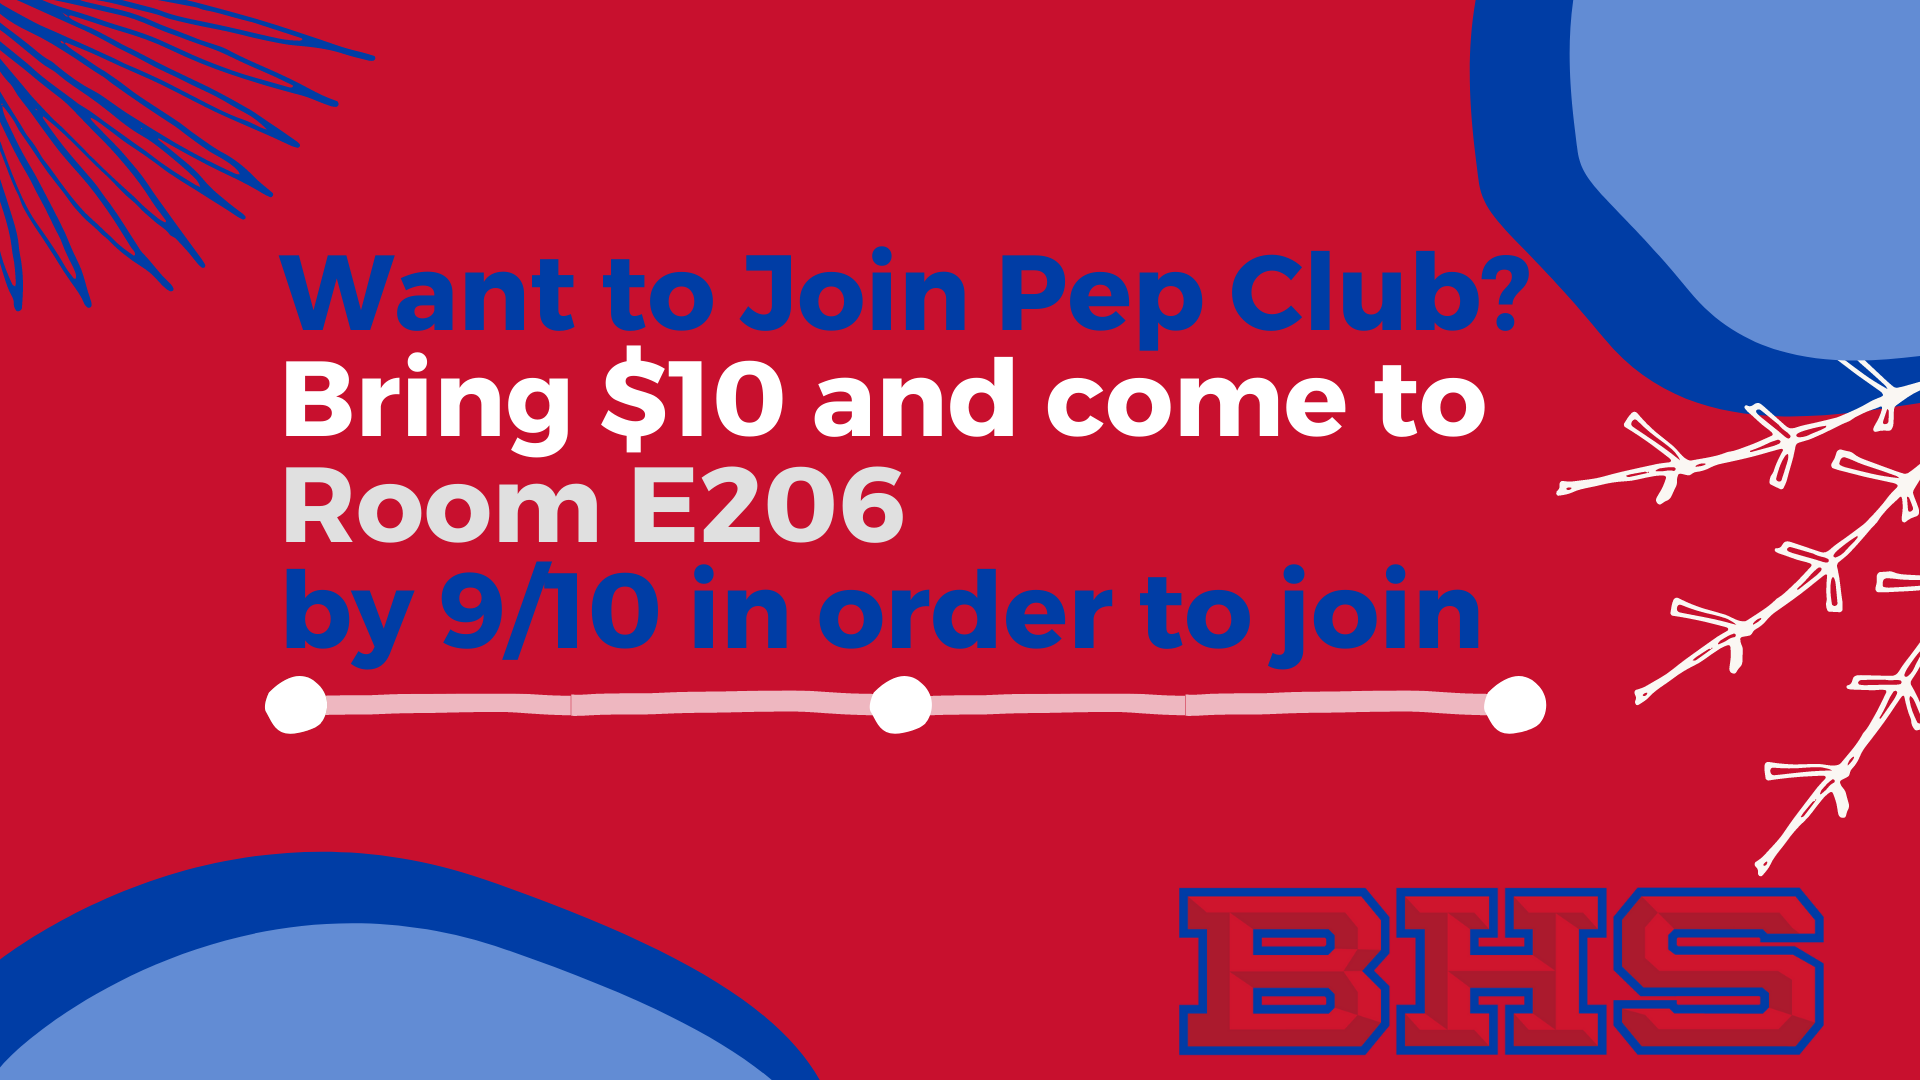 Want to Join Pep Club?
Bring $10 and come to
Room E206
by 9/10 in order to join
BHS